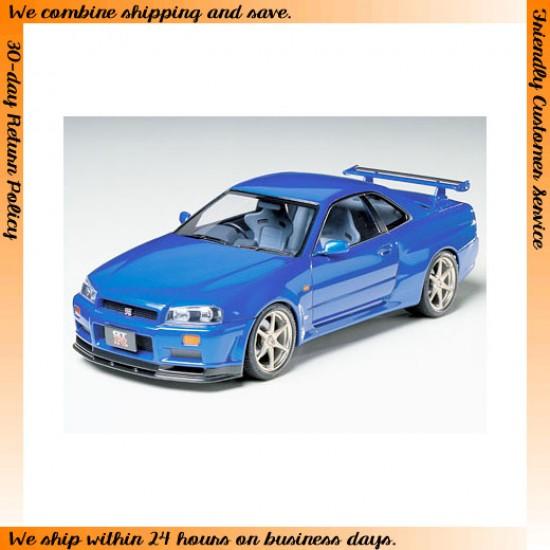 We combine shipping and save.
30-day Return Policy
Friendly Customer Service
GT-R
We ship within 24 hours on business days.